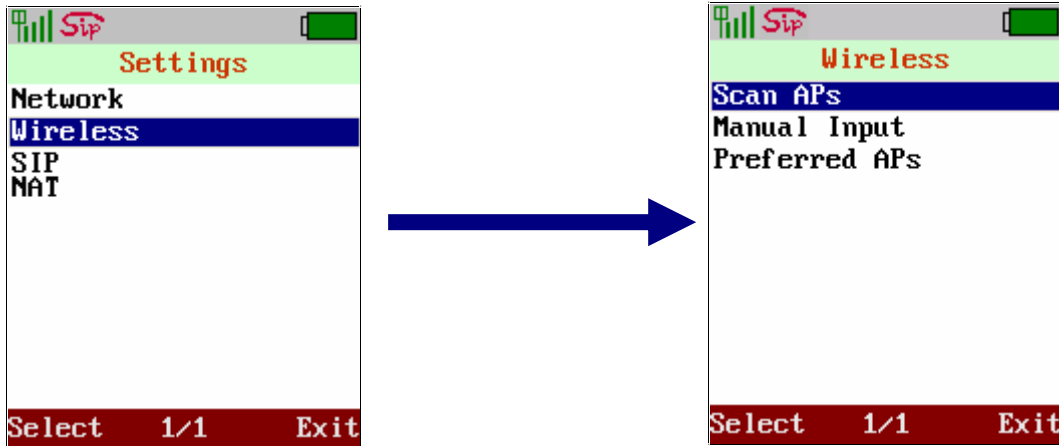 Sip
Settings
Network
Wireless
SIP
NAT
Select 1/1 Exit
Sip
Wireless
Scan APs
Manual Input
Preferred APs
Select 1/1 Exit